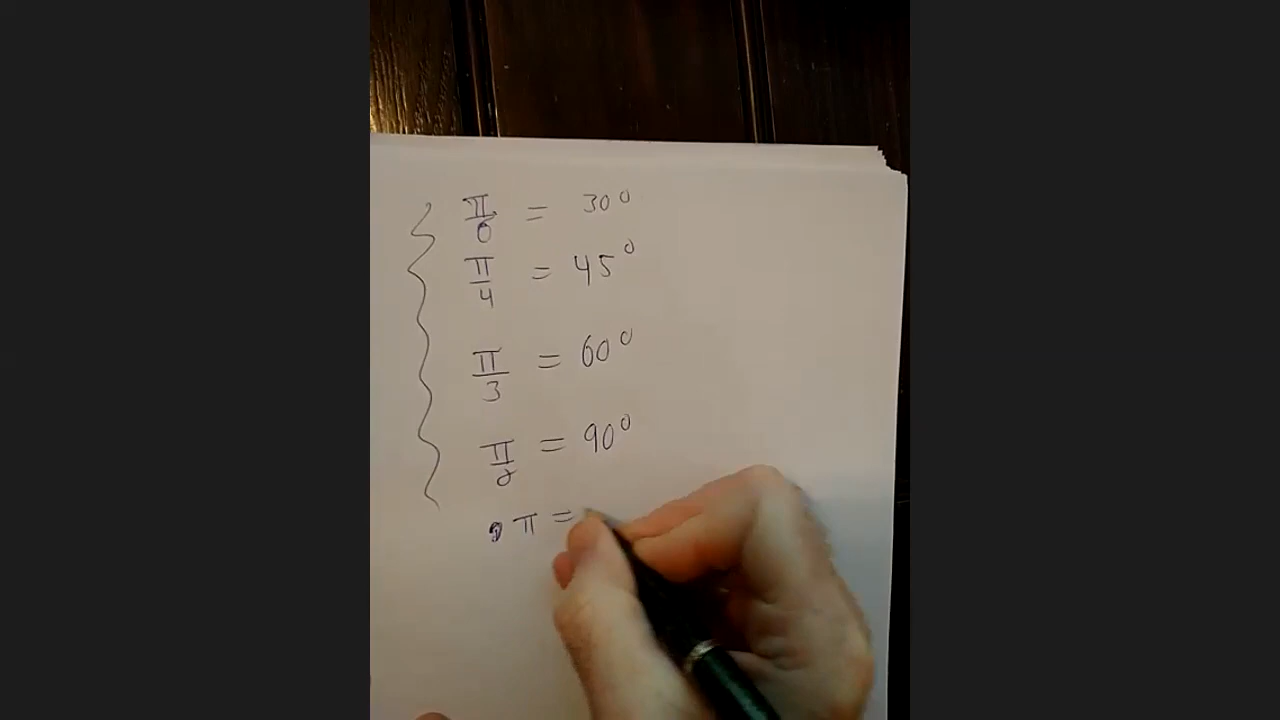 π/6 = 30°
π/4 = 45°
π/3 = 60°
π/2 = 90°
π =